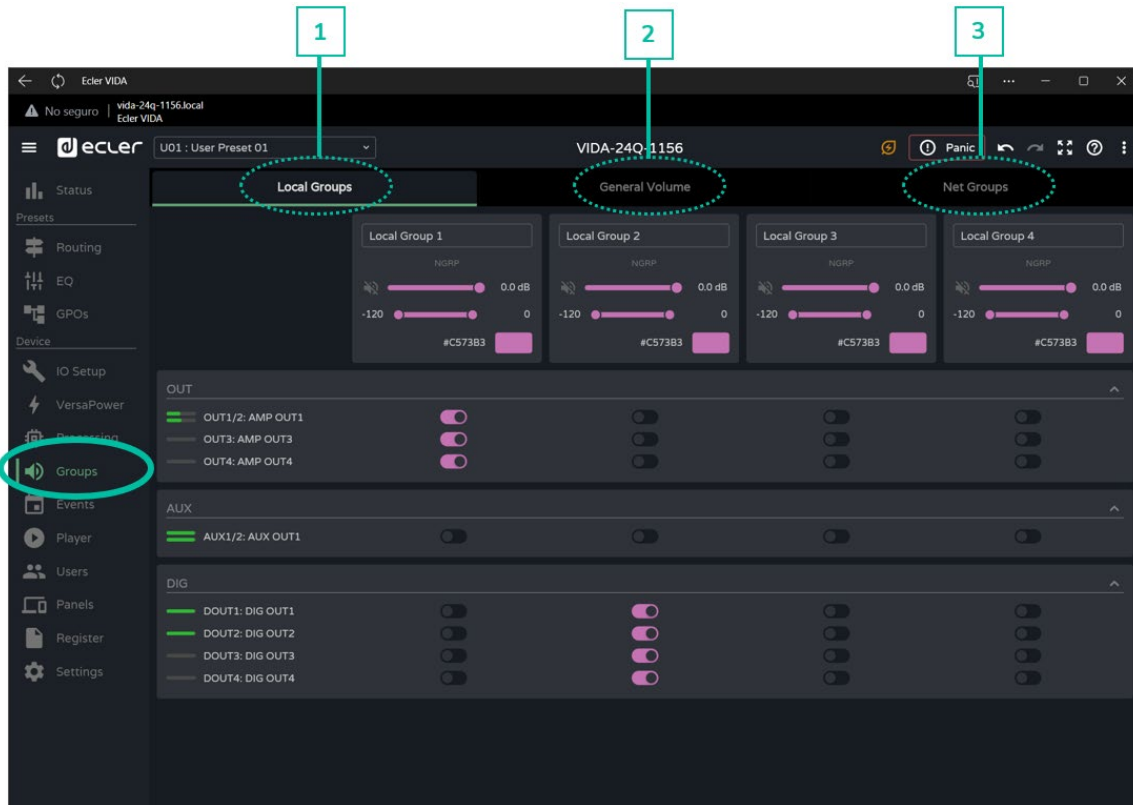 1
2
3
Ecler VIDA
No seguro
vida-24q-1156.local
Ecler VIDA
ecler
U01 : User Preset 01
VIDA-24Q-1156
Panic
Status
Presets
Routing
EQ
GPOs
Device
IO Setup
VersaPower
Processing
Groups
Events
Player
Users
Panels
Register
Settings
Local Groups
General Volume
Net Groups
Local Group 1
Local Group 2
Local Group 3
Local Group 4
NGRP
NGRP
NGRP
NGRP
0.0 dB
0.0 dB
0.0 dB
0.0 dB
-120 0
-120 0
-120 0
-120 0
#C573B3
#C573B3
#C573B3
#C573B3
OUT
OUT1/2: AMP OUT1
OUT3: AMP OUT3
OUT4: AMP OUT4
AUX
AUX1/2: AUX OUT1
DIG
DOUT1: DIG OUT1
DOUT2: DIG OUT2
DOUT3: DIG OUT3
DOUT4: DIG OUT4